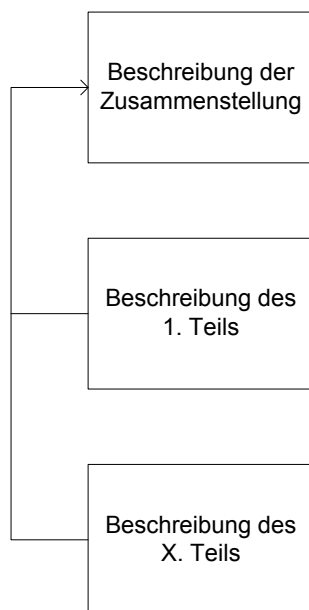 Beschreibung der
Zusammenstellung
Beschreibung des
1. Teils
Beschreibung des
X. Teils